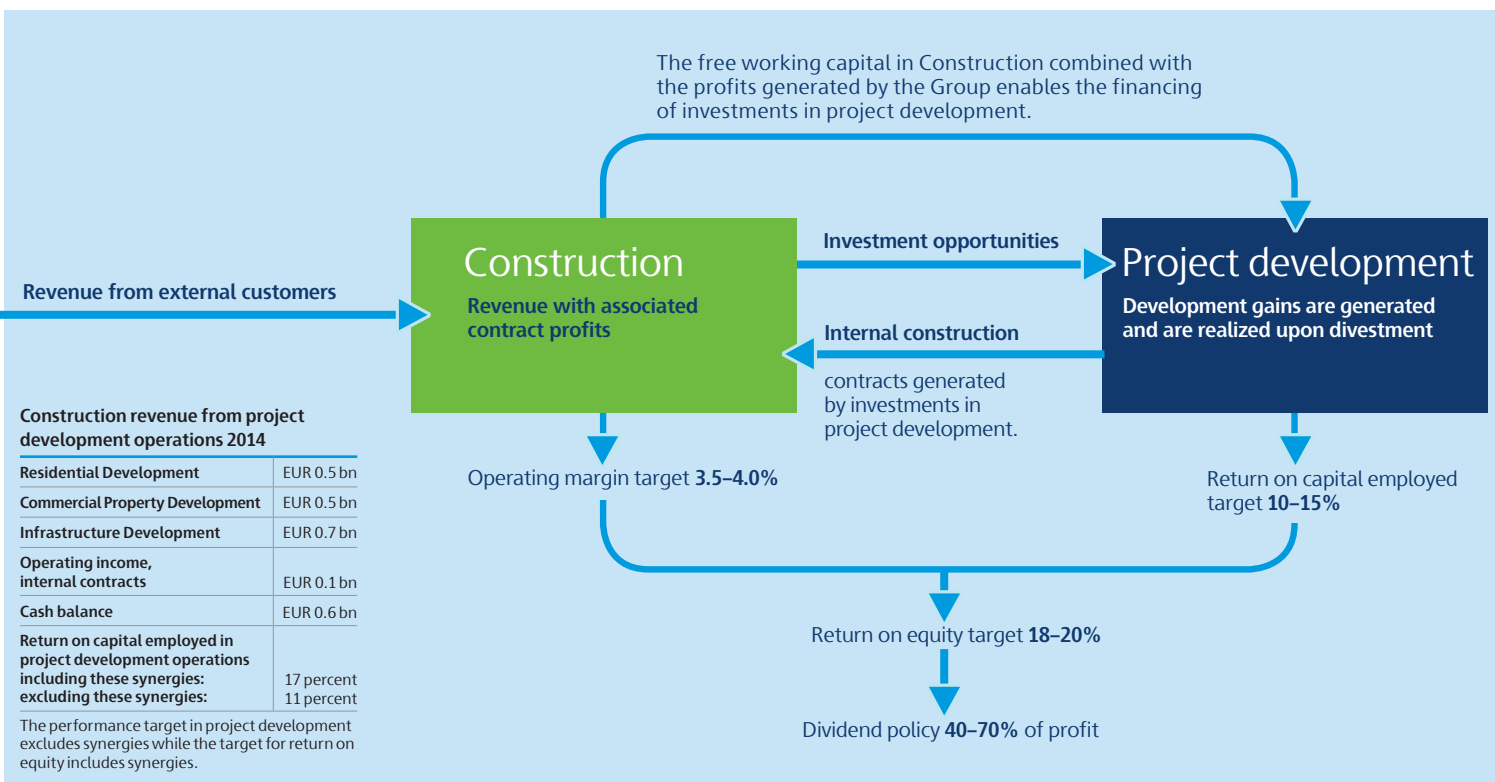 The free working capital in Construction combined with
the profits generated by the Group enables the financing
of investments in project development.
Revenue from external customers
Construction
Revenue with associated
contract profits
Investment opportunities
Internal construction
contracts generated
by investments in
project development.
Project development
Development gains are generated
and are realized upon divestment
Operating margin target 3.5–4.0%
Return on capital employed
target 10–15%
Return on equity target 18–20%
Dividend policy 40–70% of profit
Construction revenue from project
development operations 2014
Residential Development EUR 0.5 bn
Commercial Property Development EUR 0.5 bn
Infrastructure Development EUR 0.7 bn
Operating income,
internal contracts EUR 0.1 bn
Cash balance EUR 0.6 bn
Return on capital employed in
project development operations
including these synergies: 17 percent
excluding these synergies: 11 percent
The performance target in project development
excludes synergies while the target for return on
equity includes synergies.